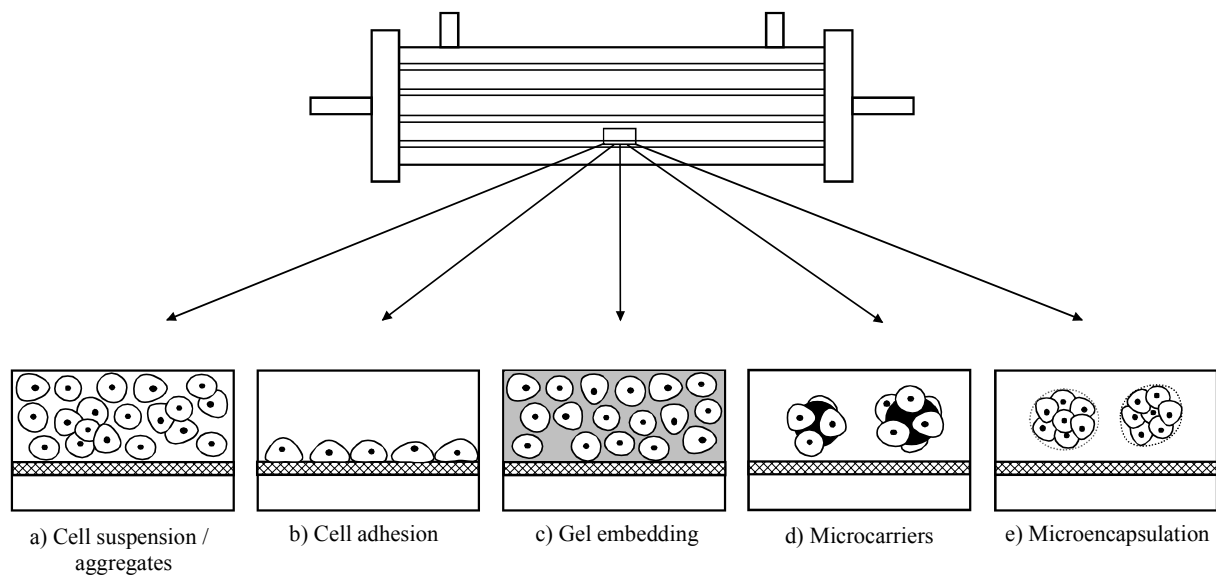 a) Cell suspension /
aggregates
b) Cell adhesion
c) Gel embedding
d) Microcarriers
e) Microencapsulation